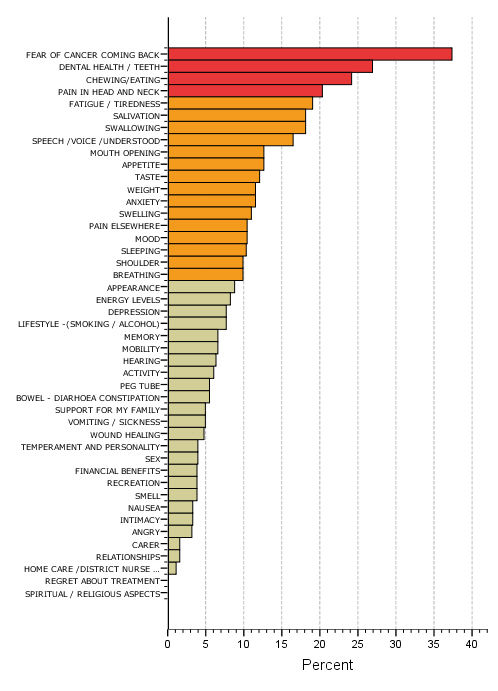 FEAR OF CANCER COMING BACK
DENTAL HEALTH / TEETH
CHEWING/EATING
PAIN IN HEAD AND NECK
FATIGUE / TIREDNESS
SALIVATION
SWALLOWING
SPEECH /VOICE /UNDERSTOOD
MOUTH OPENING
APPETITE
TASTE
WEIGHT
ANXIETY
SWELLING
PAIN ELSEWHERE
MOOD
SLEEPING
SHOULDER
BREATHING
APPEARANCE
ENERGY LEVELS
DEPRESSION
LIFESTYLE -(SMOKING / ALCOHOL)
MEMORY
MOBILITY
HEARING
ACTIVITY
PEG TUBE
BOWEL - DIARHOEA CONSTIPATION
SUPPORT FOR MY FAMILY
VOMITING / SICKNESS
WOUND HEALING
TEMPERAMENT AND PERSONALITY
SEX
FINANCIAL BENEFITS
RECREATION
SMELL
NAUSEA
INTIMACY
ANGRY
CARER
RELATIONSHIPS
HOME CARE /DISTRICT NURSE ...
REGRET ABOUT TREATMENT
SPIRITUAL / RELIGIOUS ASPECTS
0 5 10 15 20 25 30 35 40
Percent